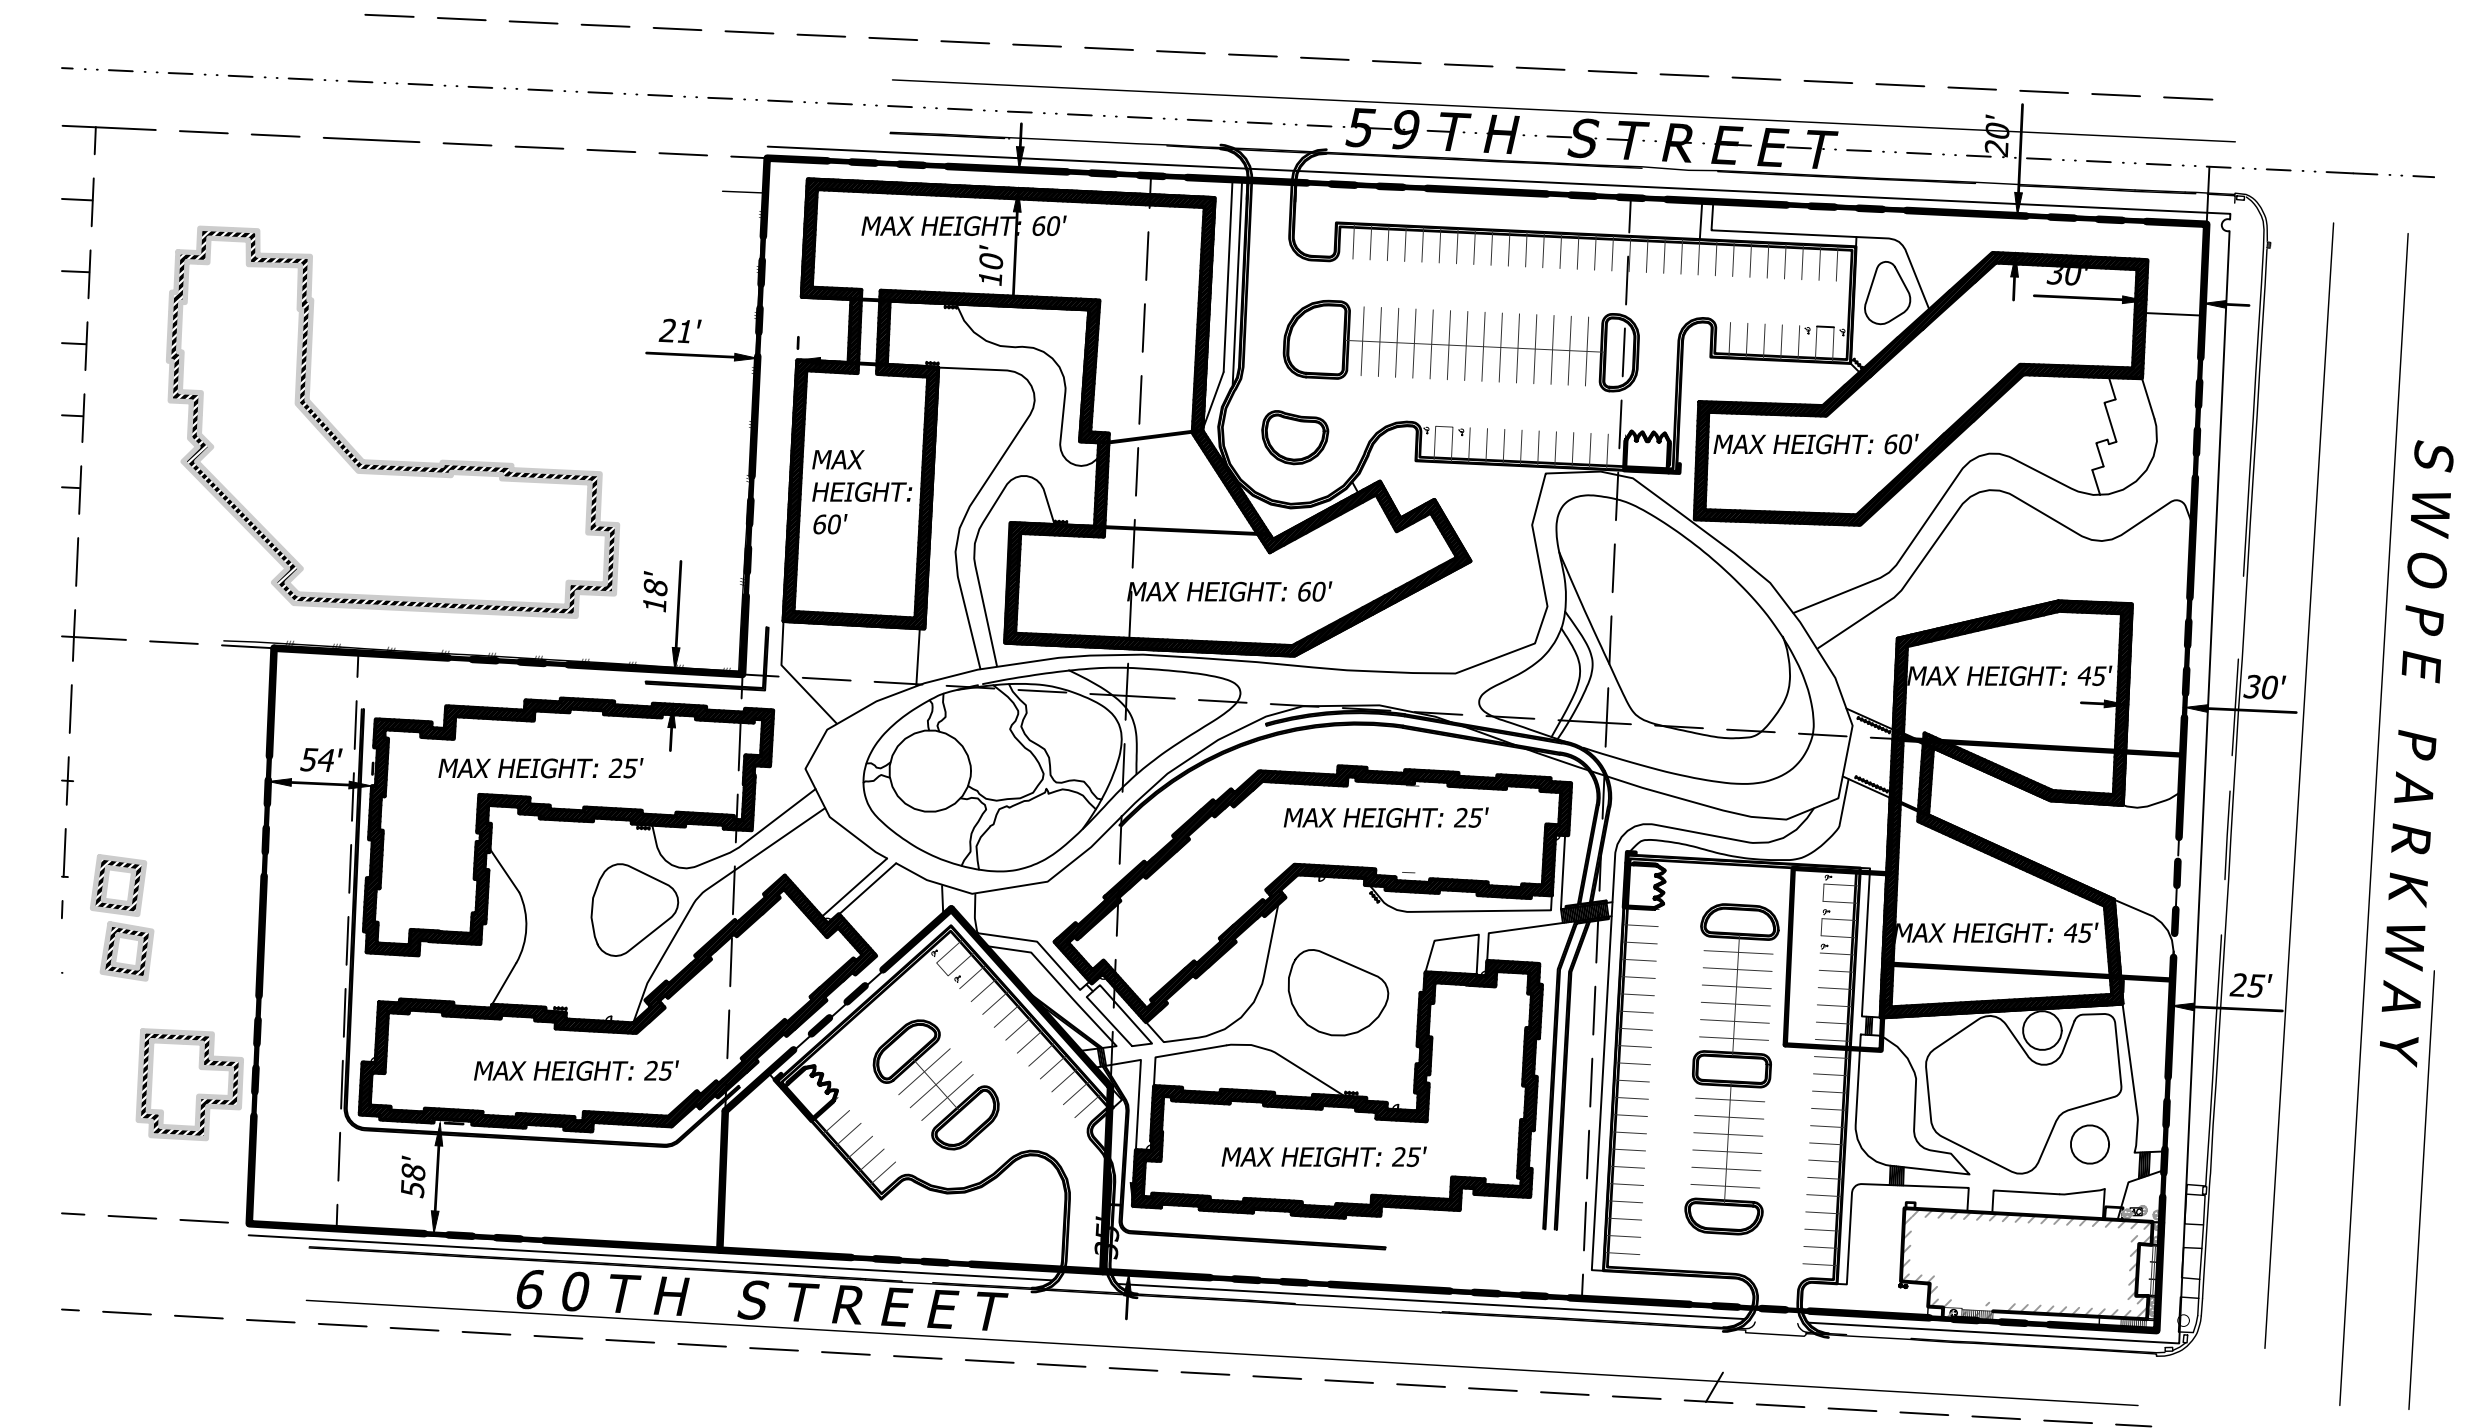 59TH STREET
20'
MAX HEIGHT: 60'
10'
30'
21'
MAX HEIGHT: 60'
MAX
HEIGHT:
60'
18'
MAX HEIGHT: 60'
SWOPE PARKWAY
MAX HEIGHT: 45'
30'
54'
MAX HEIGHT: 25'
MAX HEIGHT: 25'
MAX HEIGHT: 45'
25'
MAX HEIGHT: 25'
58'
MAX HEIGHT: 25'
35'
60TH STREET